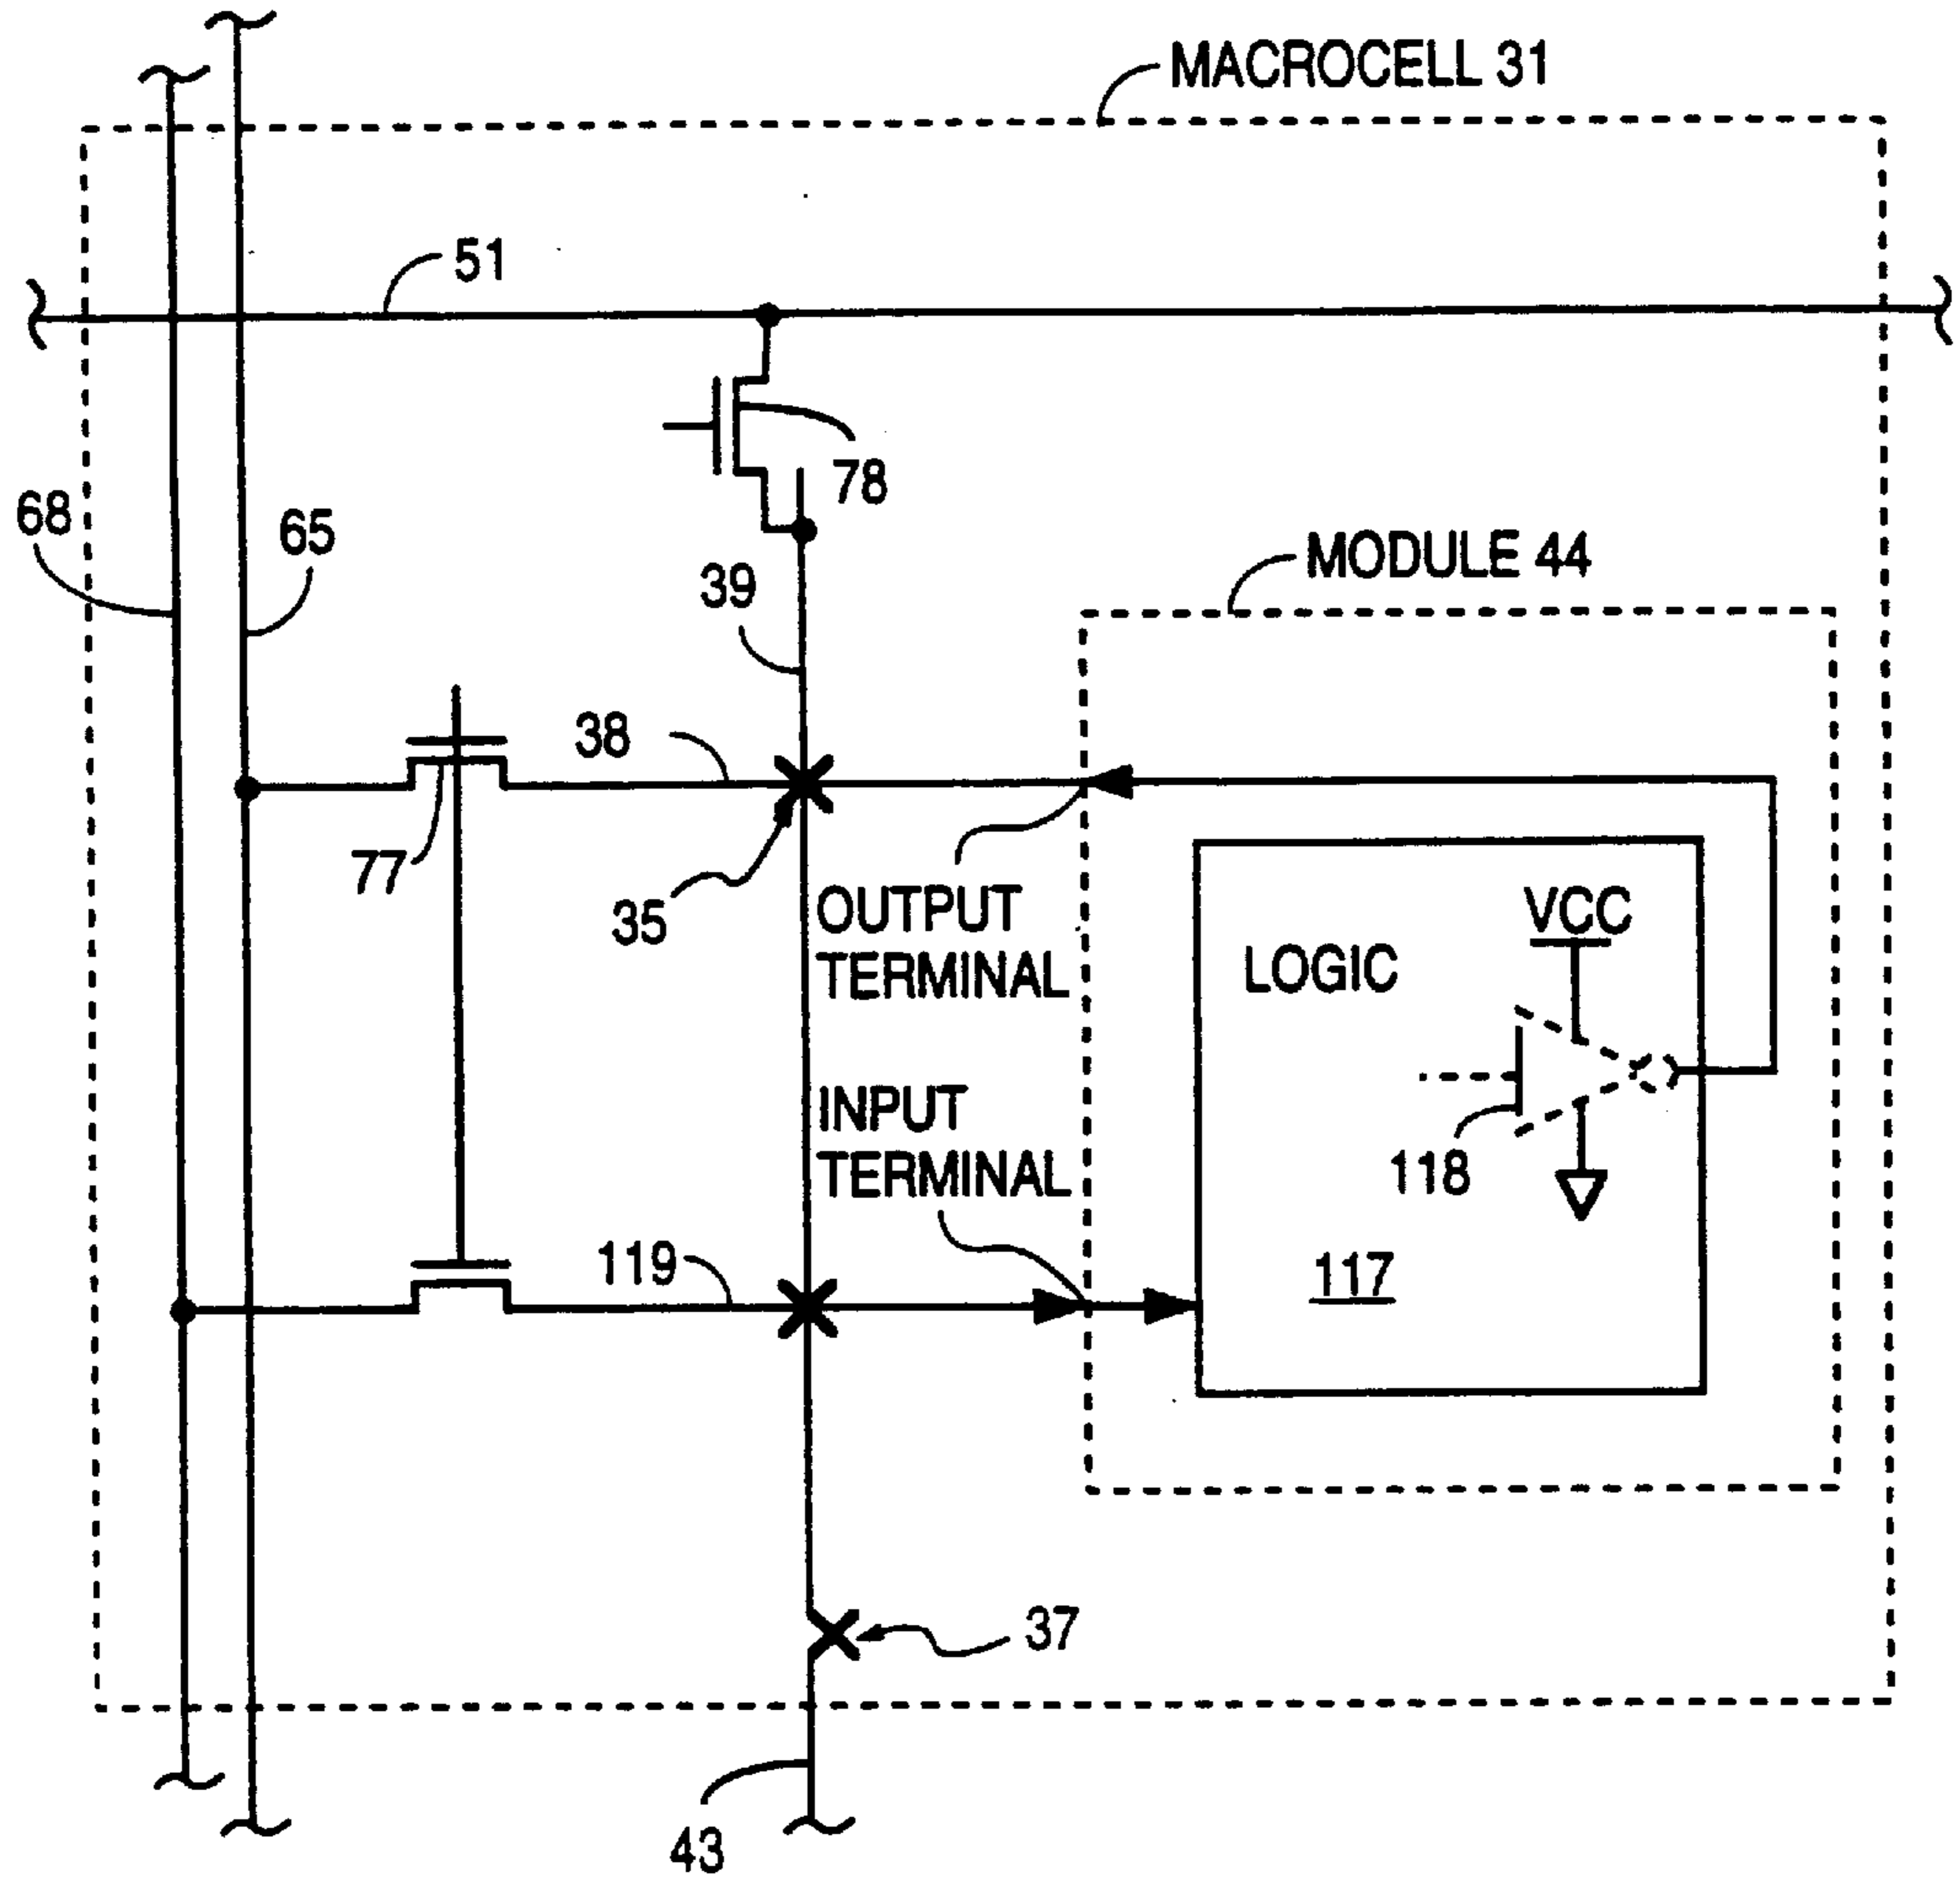 MACROCELL 31
51
78
68
65
39
MODULE 44
38
77
35
OUTPUT
TERMINAL
VCC
LOGIC
INPUT
TERMINAL
118
119
117
37
43